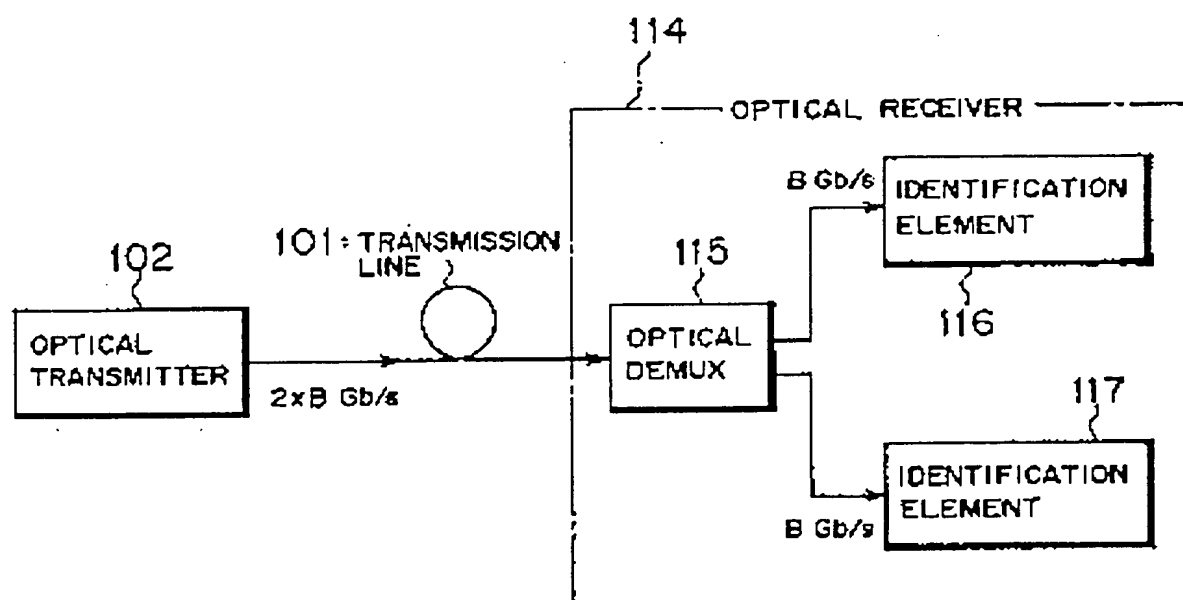 114
OPTICAL RECEIVER
B Gb/s
IDENTIFICATION
ELEMENT
116
101: TRANSMISSION
LINE
102
115
OPTICAL
TRANSMITTER
2xB Gb/s
OPTICAL
DEMUX
117
IDENTIFICATION
ELEMENT
B Gb/s